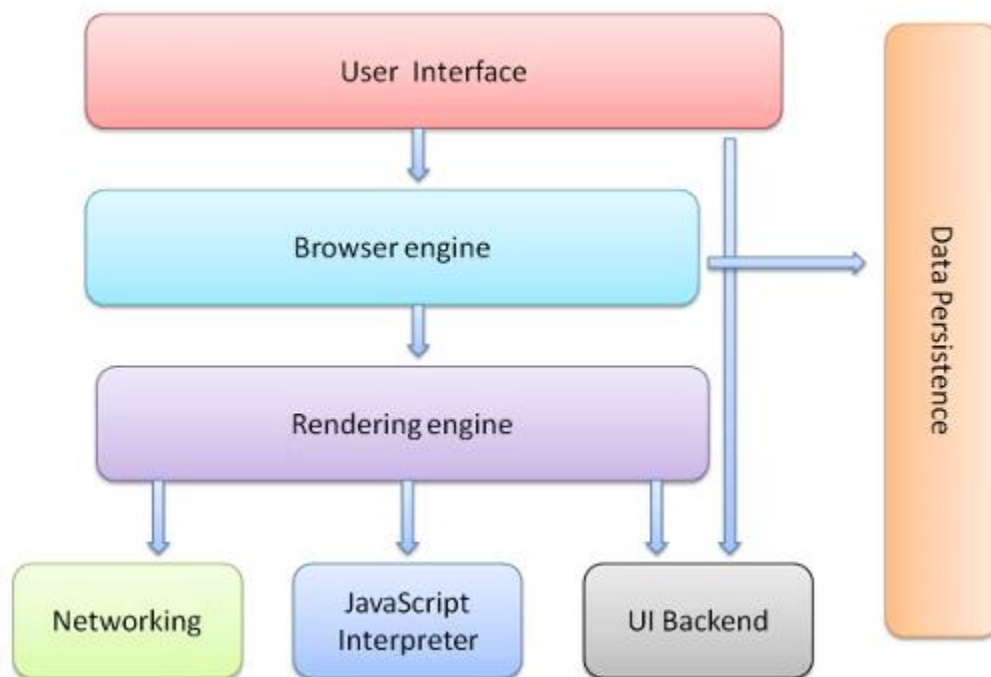 User Interface
Browser engine
Data Persistence
Rendering engine
Networking
JavaScript
Interpreter
UI Backend